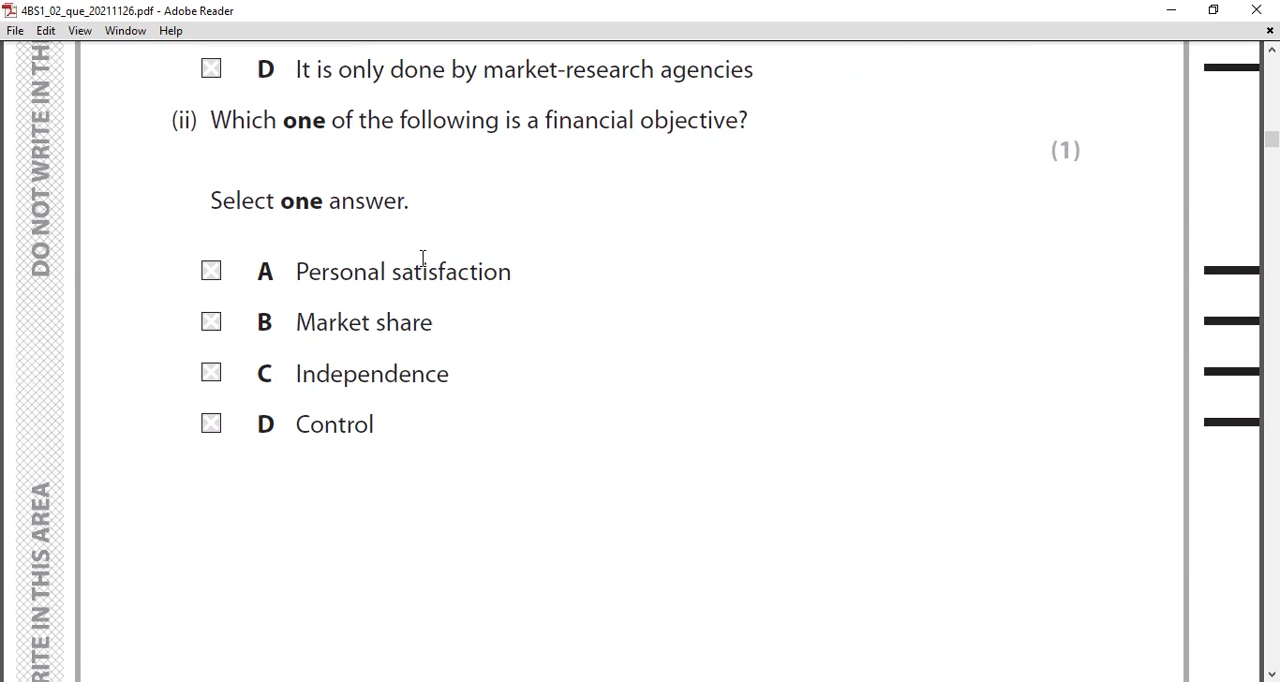 4BS1_02_que_20211126.pdf - Adobe Reader
File Edit View Window Help
DO NOT WRITE IN TH
D It is only done by market-research agencies
(ii) Which one of the following is a financial objective?
(1)
Select one answer.
A Personal satisfaction
B Market share
C Independence
D Control
RITE IN THIS AREA